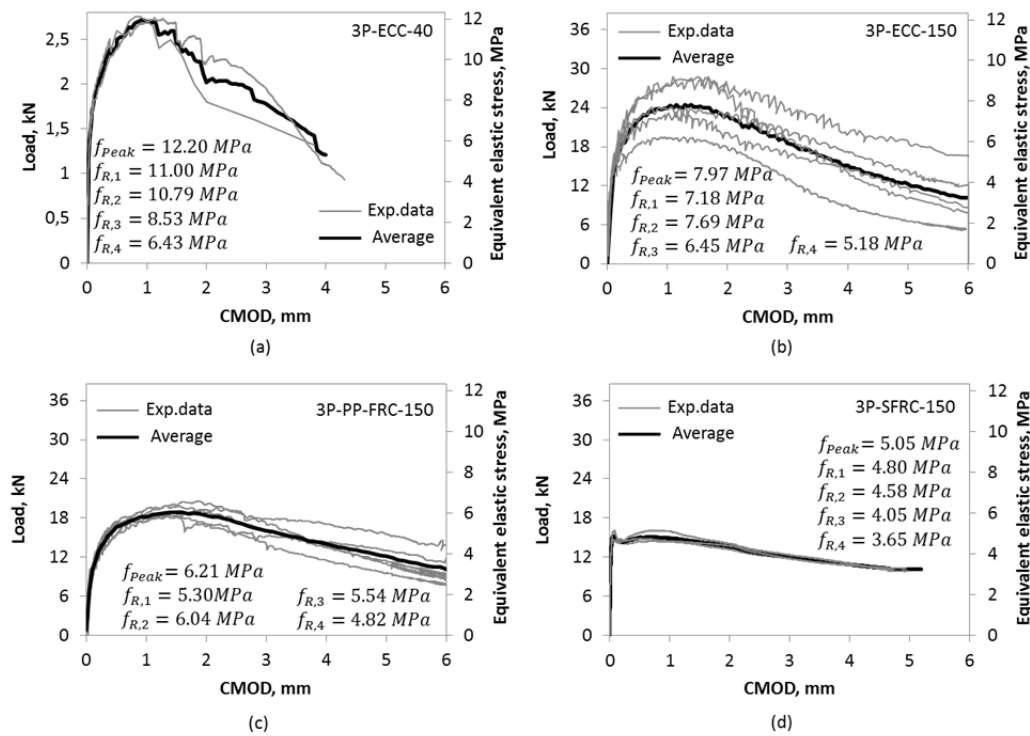 3P-ECC-40
Load, kN
2,5
2
1,5
1
0,5
0
12
10
8
6
4
2
0
Equivalent elastic stress, MPa
f_Peak = 12.20 MPa
f_R,1 = 11.00 MPa
f_R,2 = 10.79 MPa
f_R,3 = 8.53 MPa
f_R,4 = 6.43 MPa
Exp.data
Average
0 1 2 3 4 5 6
CMOD, mm
(a)
Exp.data
Average
3P-ECC-150
Load, kN
36
30
24
18
12
6
0
12
10
8
6
4
2
0
Equivalent elastic stress, MPa
f_Peak = 7.97 MPa
f_R,1 = 7.18 MPa
f_R,2 = 7.69 MPa
f_R,3 = 6.45 MPa f_R,4 = 5.18 MPa
0 1 2 3 4 5 6
CMOD, mm
(b)
Exp.data
Average
3P-PP-FRC-150
Load, kN
36
30
24
18
12
6
0
12
10
8
6
4
2
0
Equivalent elastic stress, MPa
f_Peak = 6.21 MPa
f_R,1 = 5.30MPa f_R,3 = 5.54 MPa
f_R,2 = 6.04 MPa f_R,4 = 4.82 MPa
0 1 2 3 4 5 6
CMOD, mm
(c)
Exp.data
Average
3P-SFRC-150
Load, kN
36
30
24
18
12
6
0
12
10
8
6
4
2
0
Equivalent elastic stress, MPa
f_Peak = 5.05 MPa
f_R,1 = 4.80 MPa
f_R,2 = 4.58 MPa
f_R,3 = 4.05 MPa
f_R,4 = 3.65 MPa
0 1 2 3 4 5 6
CMOD, mm
(d)